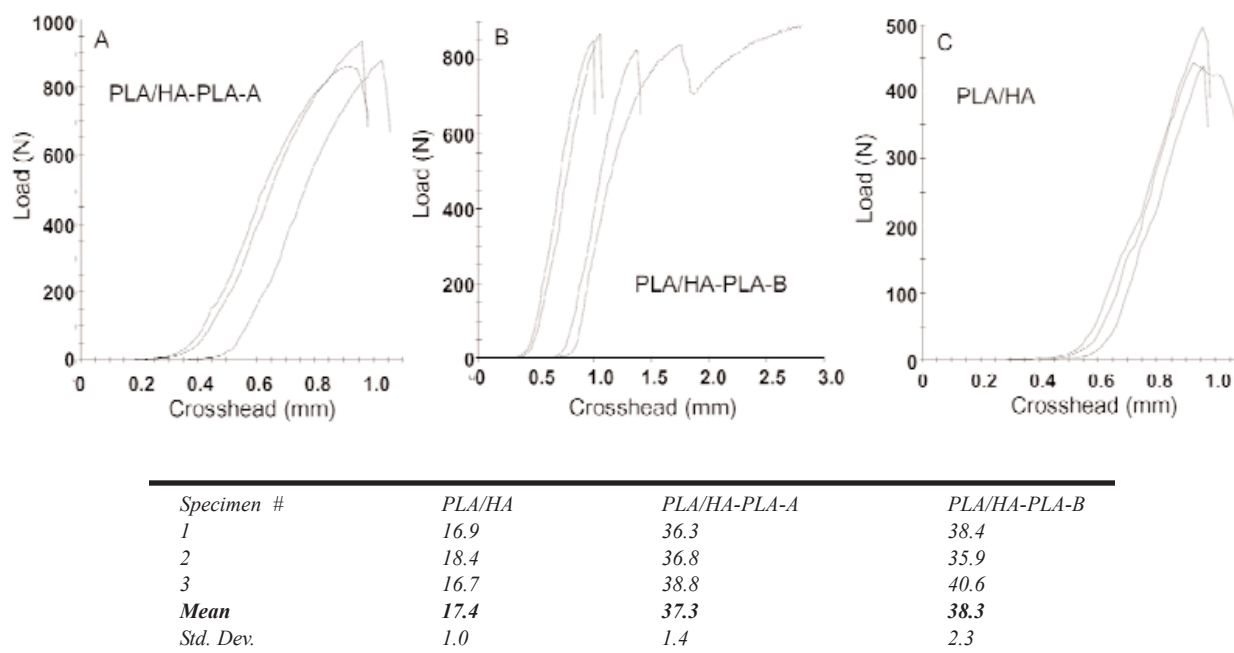 A
PLA/HA-PLA-A
1000
800
600
400
200
0
Load (N)
0 0.2 0.4 0.6 0.8 1.0
Crosshead (mm)
B
PLA/HA-PLA-B
800
600
400
200
0
Load (N)
0 0.5 1.0 1.5 2.0 2.5 3.0
Crosshead (mm)
C
PLA/HA
500
400
300
200
100
0
Load (N)
0 0.2 0.4 0.6 0.8 1.0
Crosshead (mm)
Specimen # PLA/HA PLA/HA-PLA-A PLA/HA-PLA-B
1 16.9 36.3 38.4
2 18.4 36.8 35.9
3 16.7 38.8 40.6
Mean 17.4 37.3 38.3
Std. Dev. 1.0 1.4 2.3